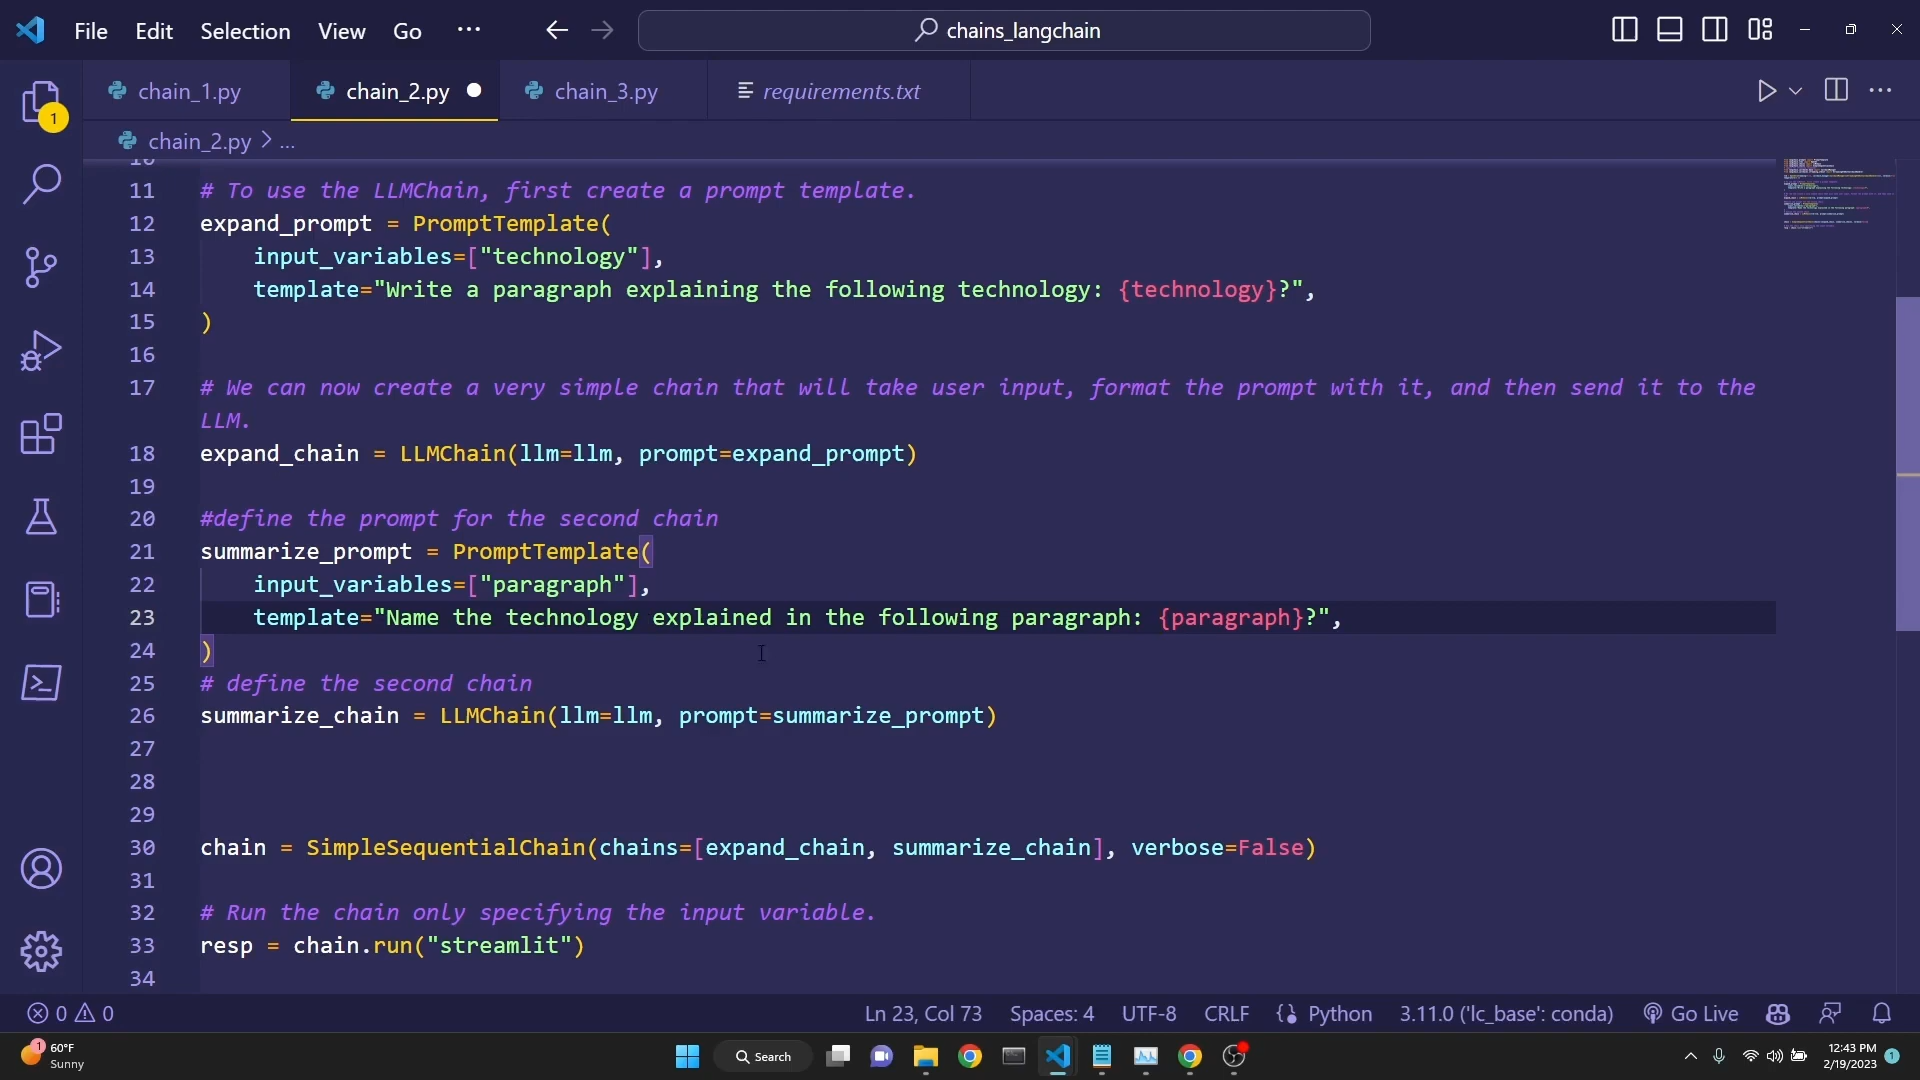 File Edit Selection View Go ··· chains_langchain
chain_1.py chain_2.py chain_3.py requirements.txt
1
chain_2.py > ...
10
11 # To use the LLMChain, first create a prompt template.
12 expand_prompt = PromptTemplate(
13 input_variables=["technology"],
14 template="Write a paragraph explaining the following technology: {technology}?",
15 )
16
17 # We can now create a very simple chain that will take user input, format the prompt with it, and then send it to the
LLM.
18 expand_chain = LLMChain(llm=llm, prompt=expand_prompt)
19
20 #define the prompt for the second chain
21 summarize_prompt = PromptTemplate(
22 input_variables=["paragraph"],
23 template="Name the technology explained in the following paragraph: {paragraph}?",
24 )
25 # define the second chain
26 summarize_chain = LLMChain(llm=llm, prompt=summarize_prompt)
27
28
29
30 chain = SimpleSequentialChain(chains=[expand_chain, summarize_chain], verbose=False)
31
32 # Run the chain only specifying the input variable.
33 resp = chain.run("streamlit")
34
0 0 Ln 23, Col 73 Spaces: 4 UTF-8 CRLF Python 3.11.0 ('lc_base': conda) Go Live
1 60°F Search 12:43 PM
Sunny 2/19/2023 1